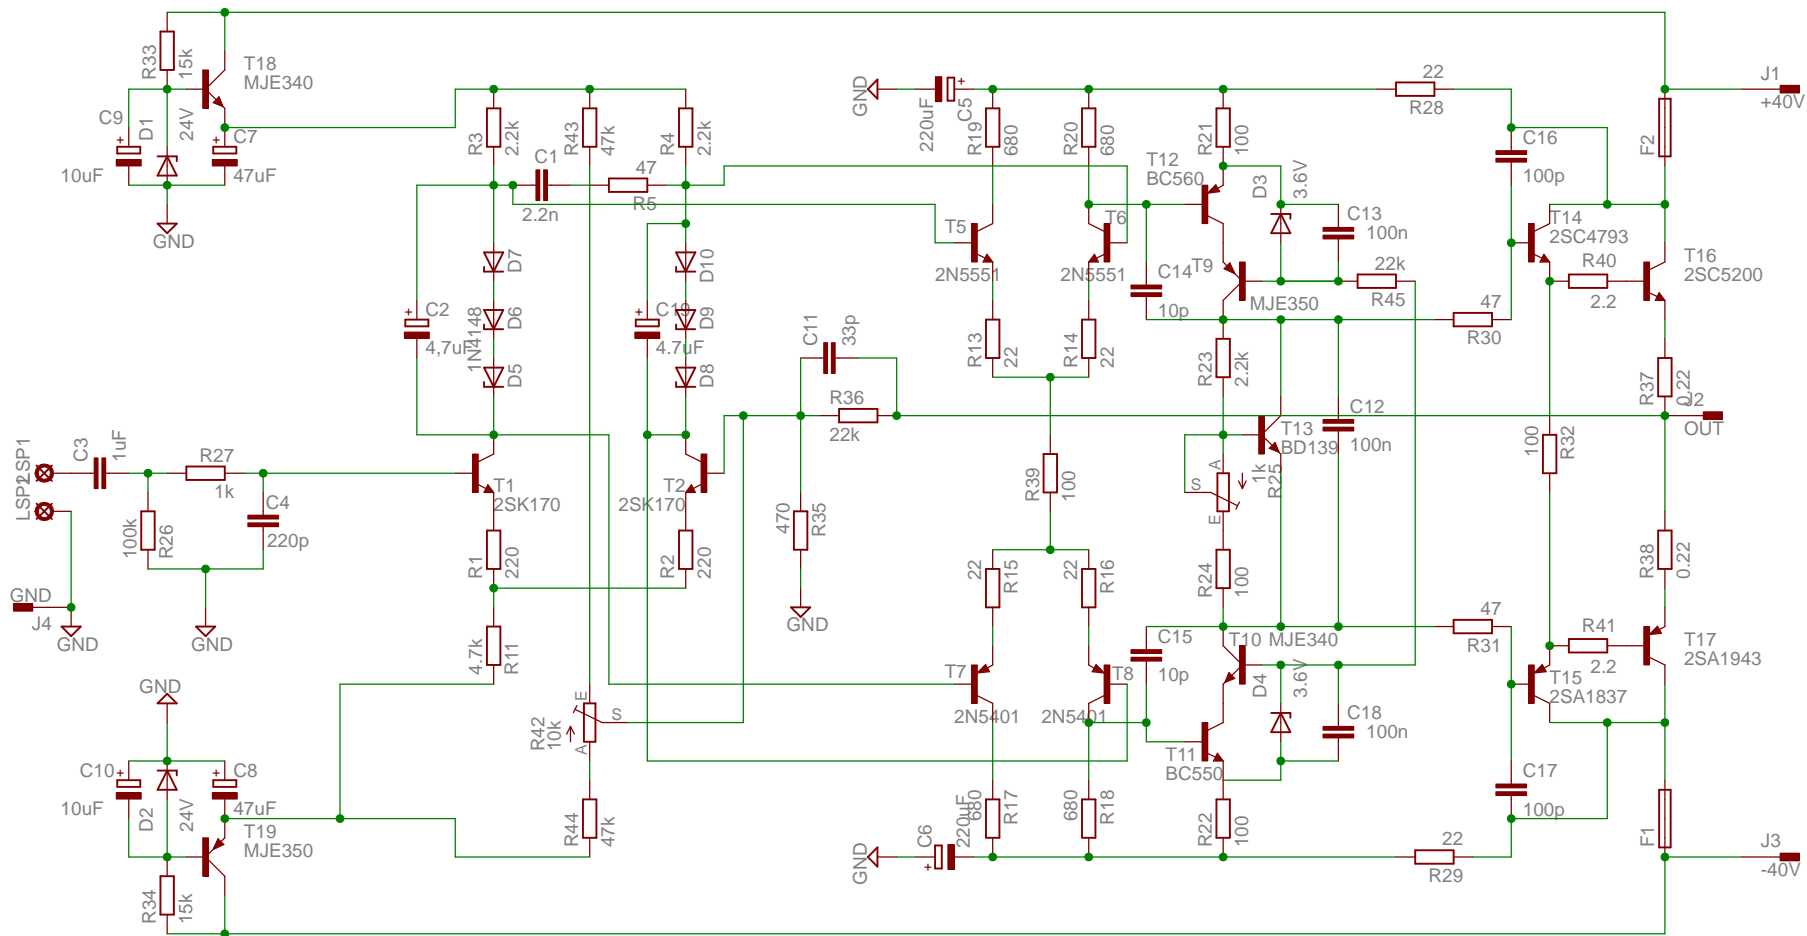 R33
15k
T18
MJE340
C9
D1
24V
C7
10uF
47uF
GND
R3
2.2k
R43
47k
R4
2.2k
C1
47
2.2n
R5
D7
D10
C2
D6
C19
D9
4,7uF
1N4148
4.7uF
D5
D8
C11
33p
R36
22k
LSP1
LSP2
C3
1uF
R27
1k
100k
R26
C4
220p
GND
GND
J4
GND
T1
2SK170
T2
2SK170
R1
220
R2
220
4.7k
R11
470
R35
GND
R42
10k
E
S
A
R44
47k
GND
C10
10uF
D2
24V
C8
47uF
T19
MJE350
R34
15k
GND
220uF
C5
R19
680
R20
680
R21
100
22
R28
J1
+40V
F2
T12
BC560
D3
3.6V
C13
100n
C16
100p
T5
2N5551
T6
2N5551
T14
2SC4793
T16
2SC5200
C14
10p
T9
MJE350
22k
R45
R40
2.2
47
R30
R13
22
R14
22
R23
2.2k
R37
0.22
J2
OUT
T13
BD139
C12
100n
100
R32
R39
100
A
S
E
1k
R25
R24
100
R38
0.22
22
R15
22
R16
C15
10p
T10
MJE340
47
R31
R41
2.2
T17
2SA1943
T15
2SA1837
T7
2N5401
T8
2N5401
D4
3.6V
C18
100n
T11
BC550
C17
100p
GND
C6
220uF
680
R17
680
R18
R22
100
22
R29
F1
J3
-40V